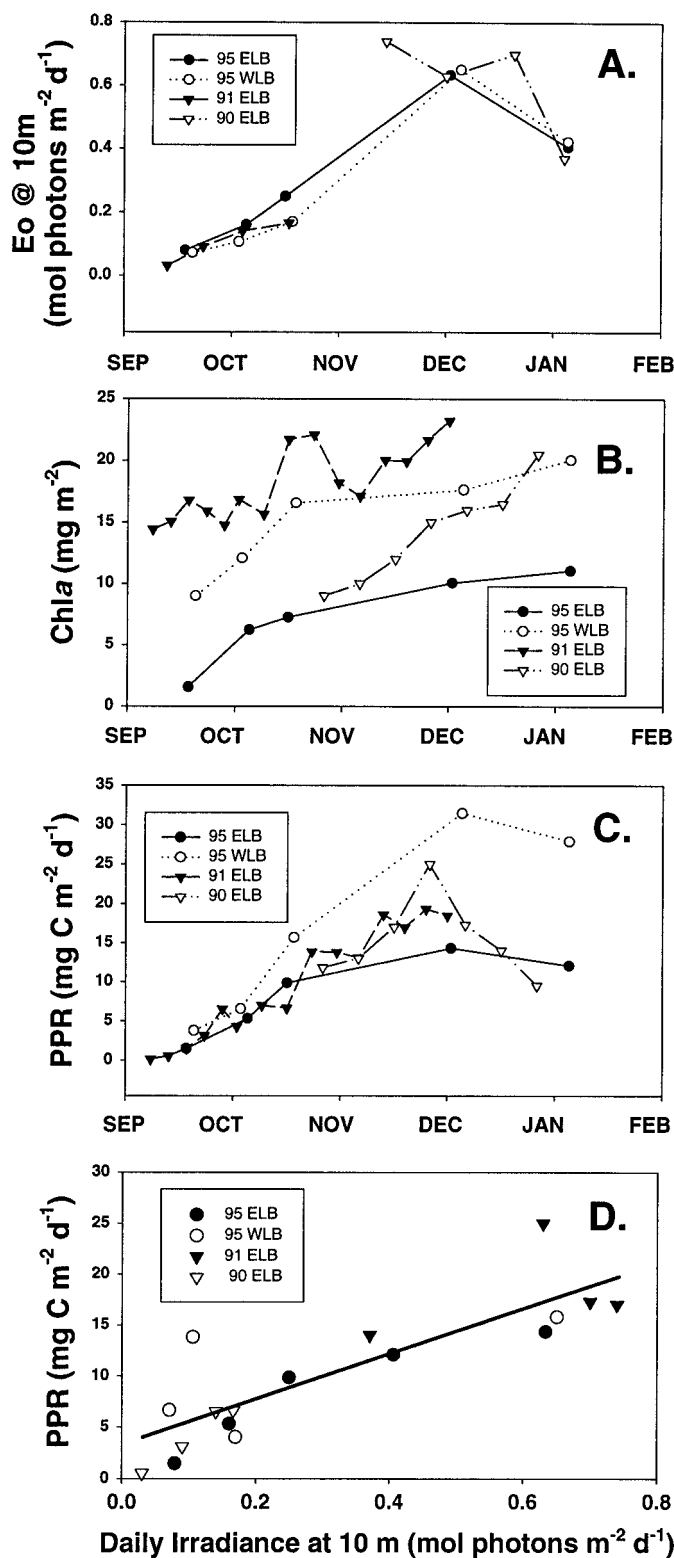 A.
95 ELB
95 WLB
91 ELB
90 ELB
Eo @ 10m
(mol photons m-2 d-1)
0.8
0.6
0.4
0.2
0.0
SEP OCT NOV DEC JAN FEB
B.
Chla (mg m-2)
25
20
15
10
5
0
95 ELB
95 WLB
91 ELB
90 ELB
SEP OCT NOV DEC JAN FEB
C.
PPR (mg C m-2 d-1)
35
30
25
20
15
10
5
0
95 ELB
95 WLB
91 ELB
90 ELB
SEP OCT NOV DEC JAN FEB
D.
PPR (mg C m-2 d-1)
30
25
20
15
10
5
0
95 ELB
95 WLB
91 ELB
90 ELB
0.0 0.2 0.4 0.6 0.8
Daily Irradiance at 10 m (mol photons m-2 d-1)